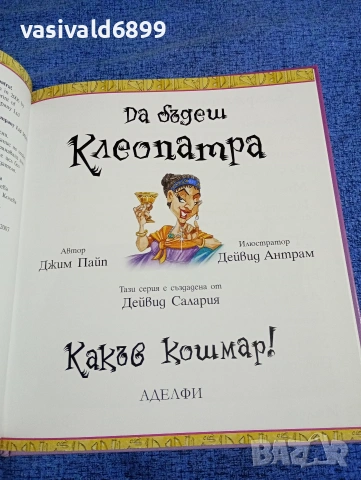 vasivald6899
Да бъдеш
Клеопатра
Автор
Джим Пайп
Илюстратор
Дейвид Антрам
Тази серия е създадена от
Дейвид Салария
Какъв кошмар!
АДЕЛФИ
BAZAR